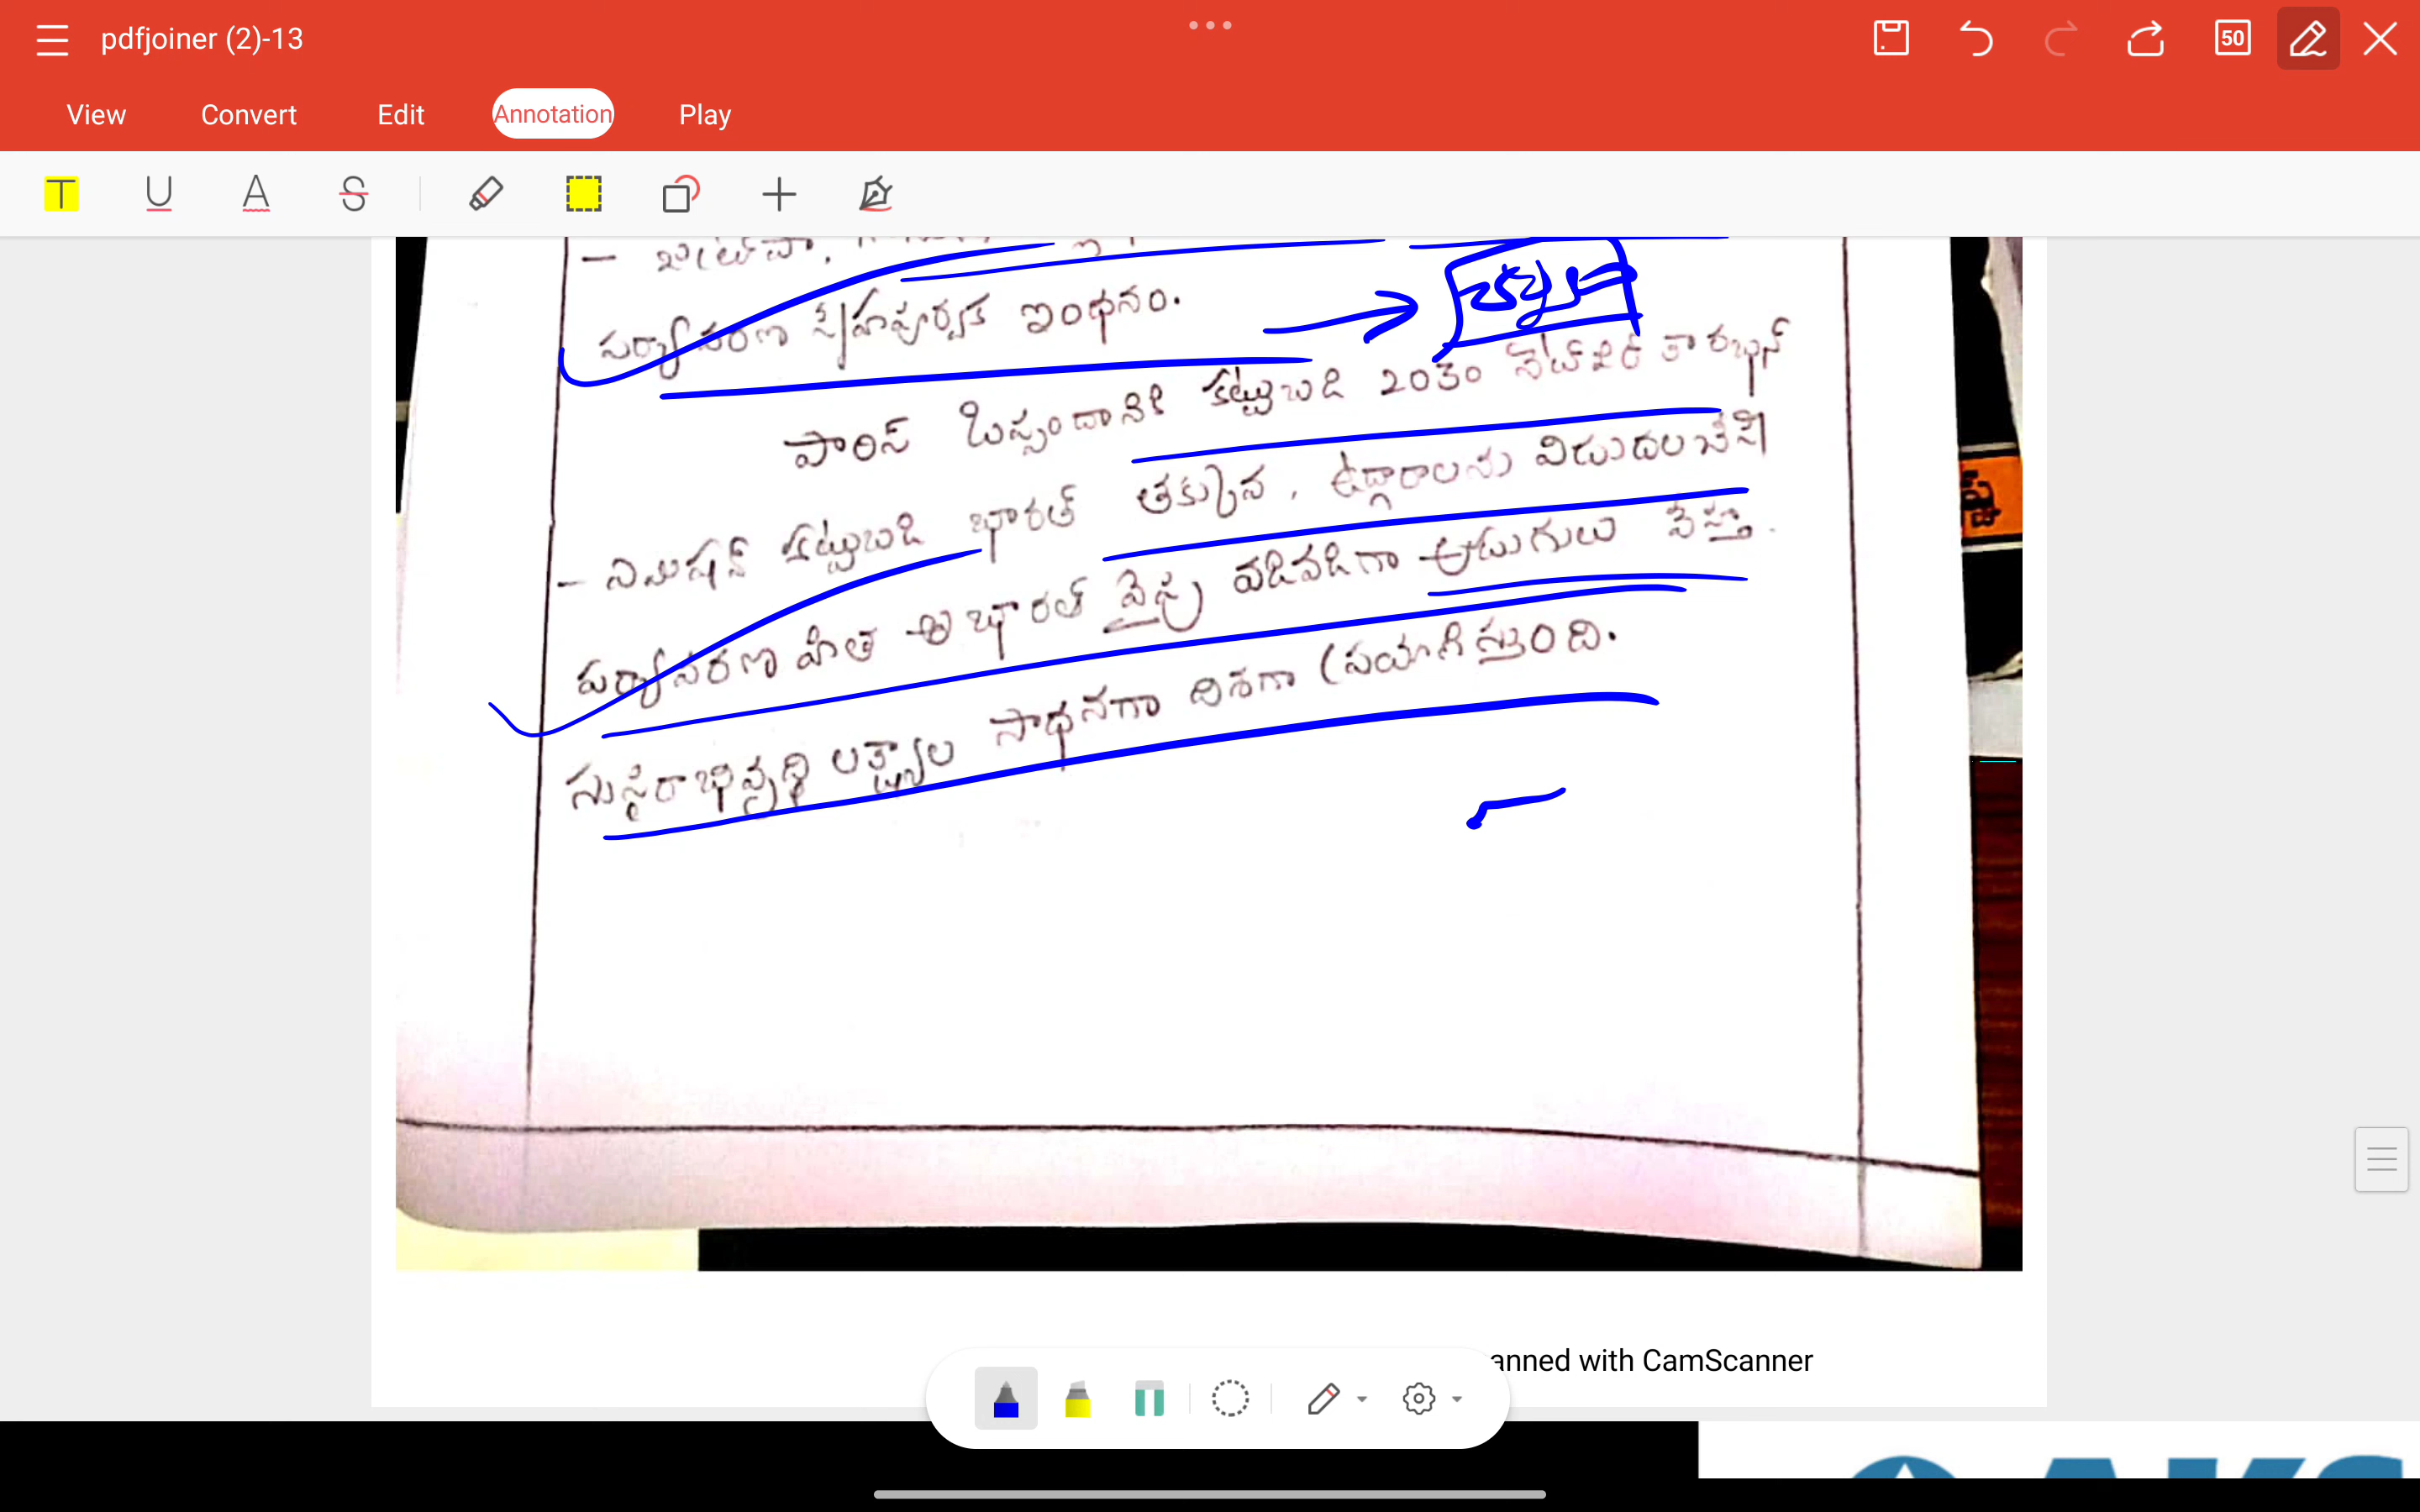 pdfjoiner (2)-13
50
View Convert Edit Annotation Play
పర్యావరణ స్నేహపూర్వక ఇంధనం.
పారిస్ ఒప్పందానికి కట్టుబడి 2030 నెట్ జీరో కార్బన్
- నిమిషన్ కట్టుబడి భారత్ తక్కువ, ఉద్గారాలను విడుదల చేసి
పర్యావరణ హిత ఆ భారత్ వైపు వడివడిగా అడుగులు వేస్తూ.
సుస్థిరాభివృద్ధి లక్ష్యాల సాధనగా దిశగా ప్రయాగిస్తుంది.
anned with CamScanner